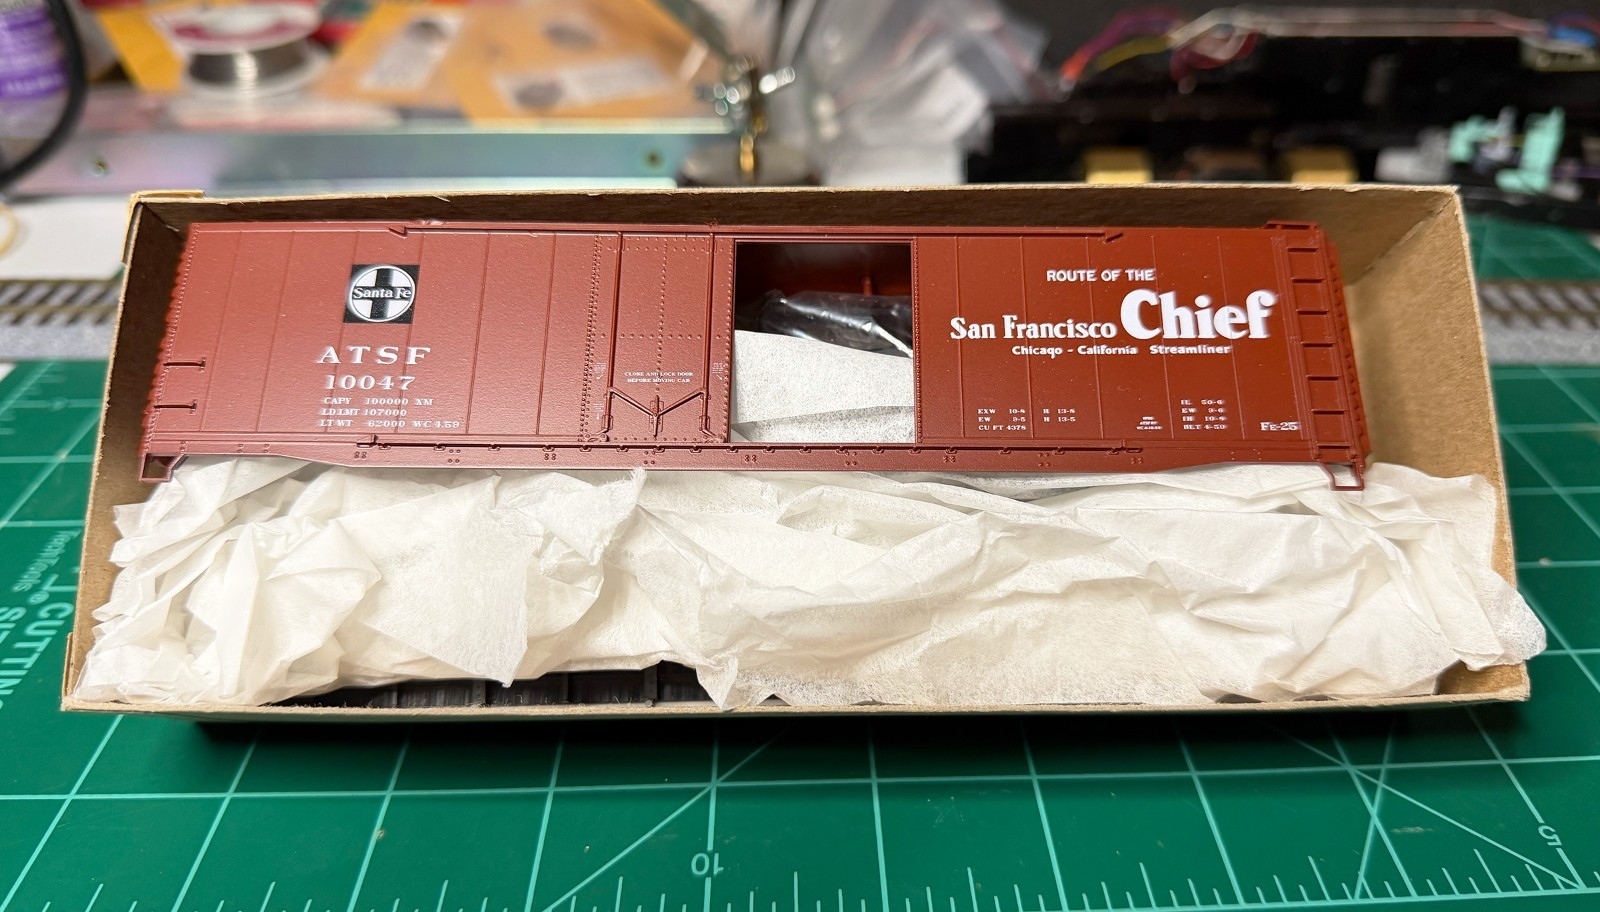 Santa Fe
ATSF
10047
CAPY 100000 XM
LD LMT 107000
LT WT 62000 WC 4.59
CLOSE AND LOCK DOOR
BEFORE MOVING CAR
ROUTE OF THE
San Francisco Chief
Chicago - California Streamliner
EXW 10-8 H 13-8
EW 9-5 H 13-5
CU FT 4378
IL 50-6
EW 9-6
IH 10-8
Fe-25
CUTTING
10
5